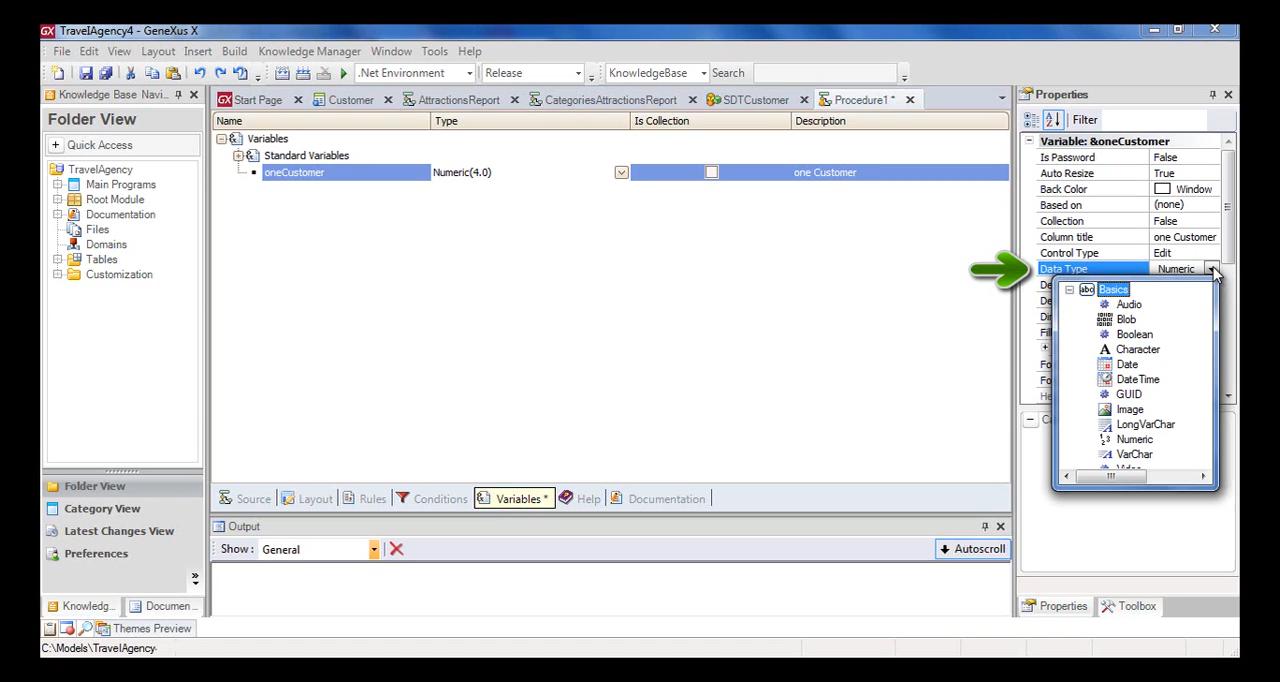 GX TravelAgency4 - GeneXus X
File Edit View Layout Insert Build Knowledge Manager Window Tools Help
.Net Environment Release KnowledgeBase Search
Knowledge Base Navi..
GX Start Page Customer AttractionsReport CategoriesAttractionsReport SDTCustomer Procedure1 *
Properties
Folder View
Name Type Is Collection Description
Filter
Quick Access
Variables
Variable: &oneCustomer
Standard Variables
Is Password False
oneCustomer Numeric(4.0) one Customer
Auto Resize True
TravelAgency
Main Programs
Root Module
Documentation
Files
Domains
Tables
Customization
Back Color Window
Based on (none)
Collection False
Column title one Customer
Control Type Edit
Data Type Numeric
abc Basics
Audio
Blob
Boolean
A Character
Date
DateTime
GUID
Image
LongVarChar
Numeric
VarChar
Video
Folder View
Category View
Latest Changes View
Preferences
Source Layout Rules Conditions Variables * Help Documentation
Output
Show: General Autoscroll
Knowledg... Documen...
Properties Toolbox
Themes Preview
C:\Models\TravelAgency